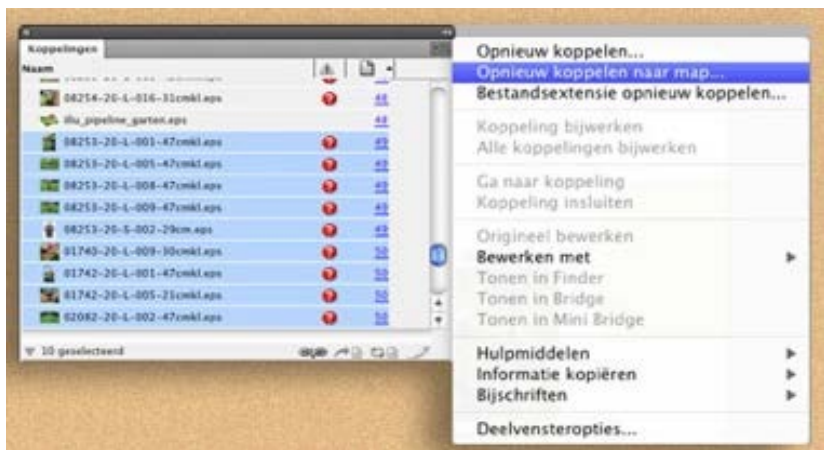 Koppelingen
Naam
08254-20-L-016-31cmkl.eps 48
illu_pipeline_garten.eps 48
08253-20-L-001-47cmkl.eps 49
08253-20-L-005-47cmkl.eps 49
08253-20-L-008-47cmkl.eps 49
08253-20-L-009-47cmkl.eps 49
08253-20-S-002-29cm.eps 49
01740-20-L-009-30cmkl.eps 50
01742-20-L-001-47cmkl.eps 50
01742-20-L-005-21cmkl.eps 50
02082-20-L-002-47cmkl.eps 50
10 geselecteerd
Opnieuw koppelen...
Opnieuw koppelen naar map...
Bestandsextensie opnieuw koppelen...
Koppeling bijwerken
Alle koppelingen bijwerken
Ga naar koppeling
Koppeling insluiten
Origineel bewerken
Bewerken met
Tonen in Finder
Tonen in Bridge
Tonen in Mini Bridge
Hulpmiddelen
Informatie kopiëren
Bijschriften
Deelvensteropties...